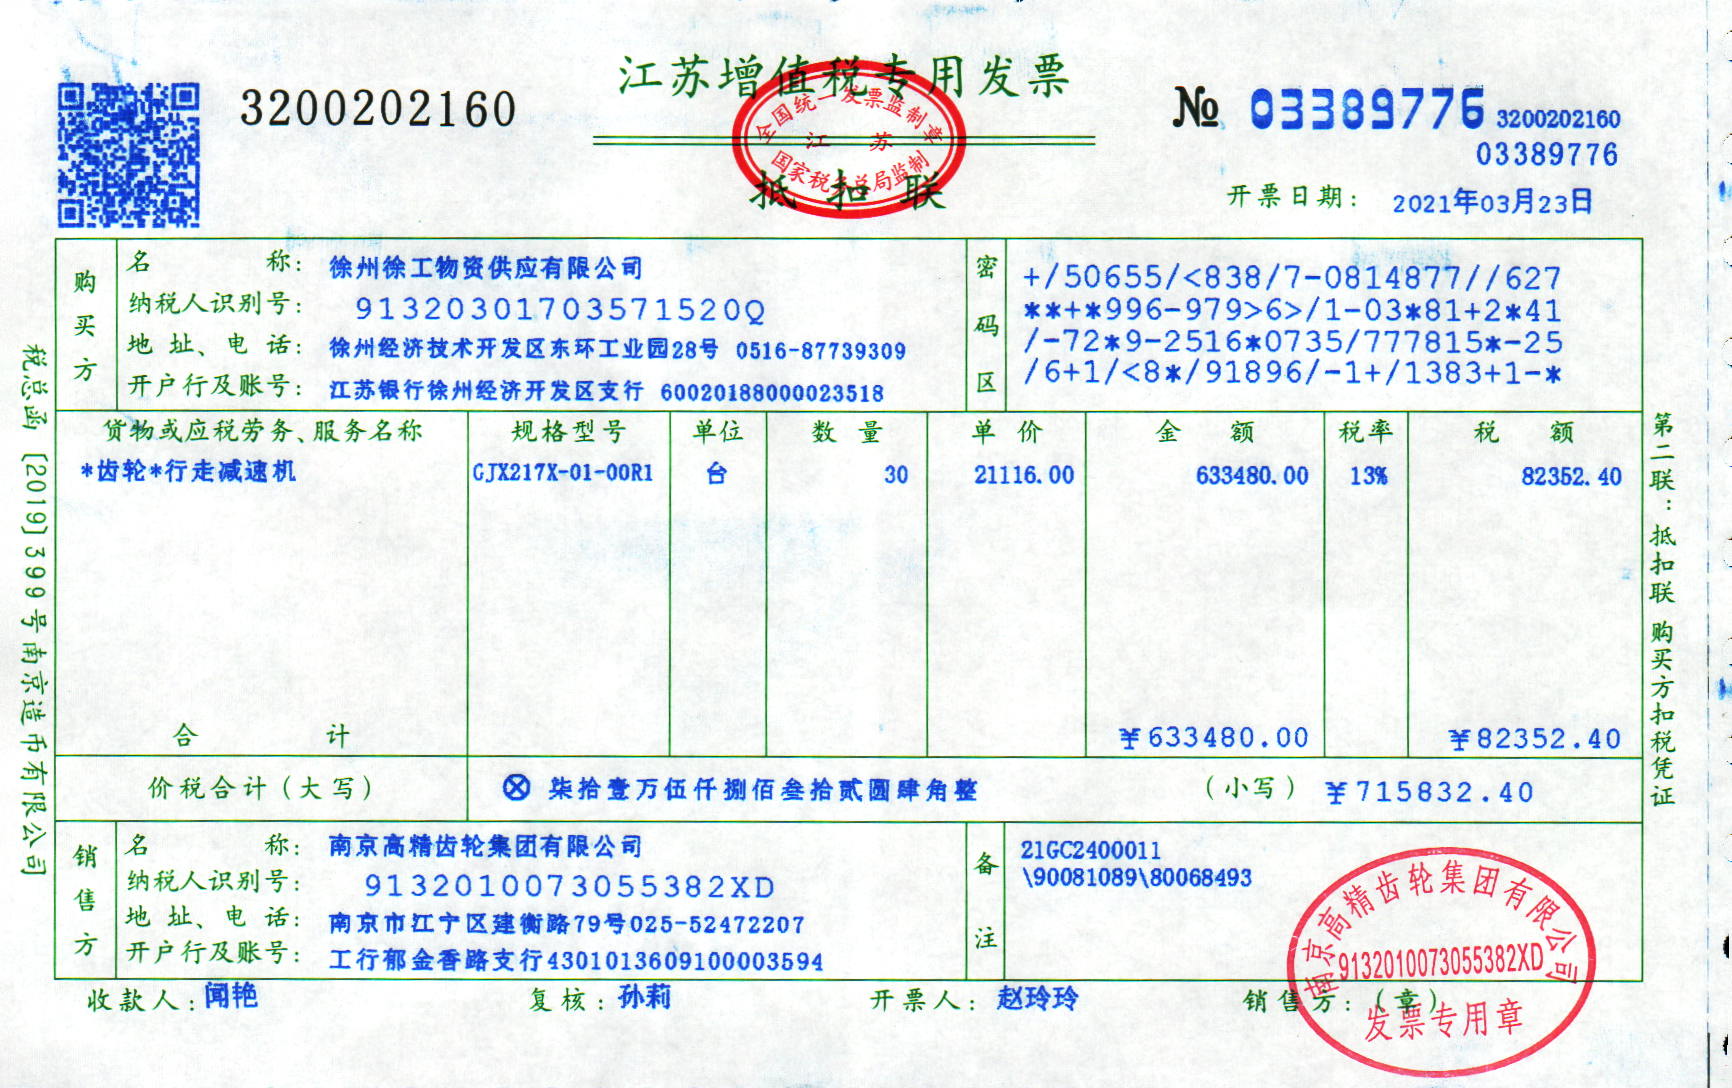 江苏增值税专用发票
3200202160
№ 03389776 3200202160
03389776
全国统一发票监制章
江 苏
国家税务总局监制
抵扣联
开票日期： 2021年03月23日
购买方
名 称： 徐州徐工物资供应有限公司
纳税人识别号： 91320301703571520Q
地 址、电 话： 徐州经济技术开发区东环工业园28号 0516-87739309
开户行及账号： 江苏银行徐州经济开发区支行 60020188000023518
密码区
+/50655/<838/7-0814877//627
**+*996-979>6>/1-03*81+2*41
/-72*9-2516*0735/777815*-25
/6+1/<8*/91896/-1+/1383+1-*
货物或应税劳务、服务名称 规格型号 单位 数 量 单 价 金 额 税率 税 额
*齿轮*行走减速机 GJX217X-01-00R1 台 30 21116.00 633480.00 13% 82352.40
合 计 ¥633480.00 ¥82352.40
价税合计（大写） ⊗ 柒拾壹万伍仟捌佰叁拾贰圆肆角整 （小写） ¥715832.40
销售方
名 称： 南京高精齿轮集团有限公司
纳税人识别号： 9132010073055382XD
地 址、电 话： 南京市江宁区建衡路79号025-52472207
开户行及账号： 工行郁金香路支行4301013609100003594
备注
21GC2400011
\90081089\80068493
收款人： 闻艳 复核： 孙莉 开票人： 赵玲玲 销售方：（章）
南京高精齿轮集团有限公司
9132010073055382XD
发票专用章
税总函〔2019〕399号南京造币有限公司
第二联：抵扣联 购买方扣税凭证